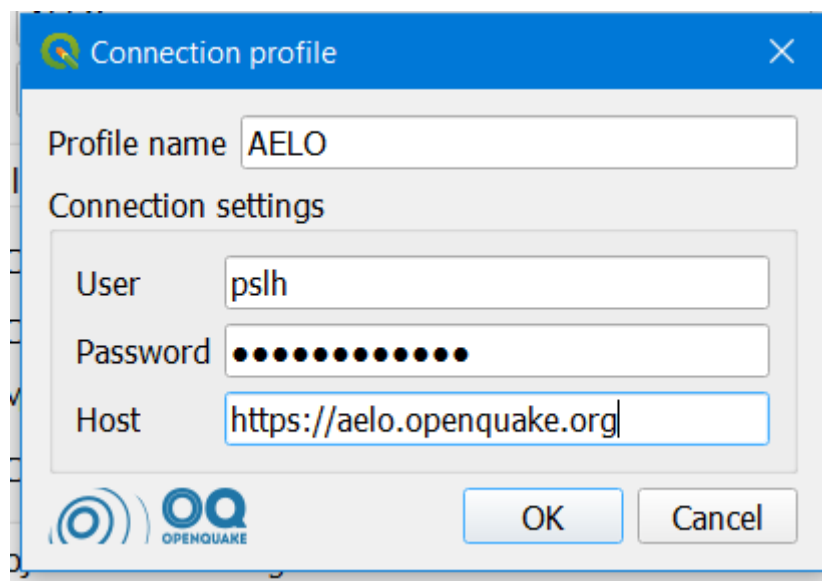 Connection profile
Profile name AELO
Connection settings
User pslh
Password ●●●●●●●●●●●●
Host https://aelo.openquake.org
OQ
OPENQUAKE
OK Cancel